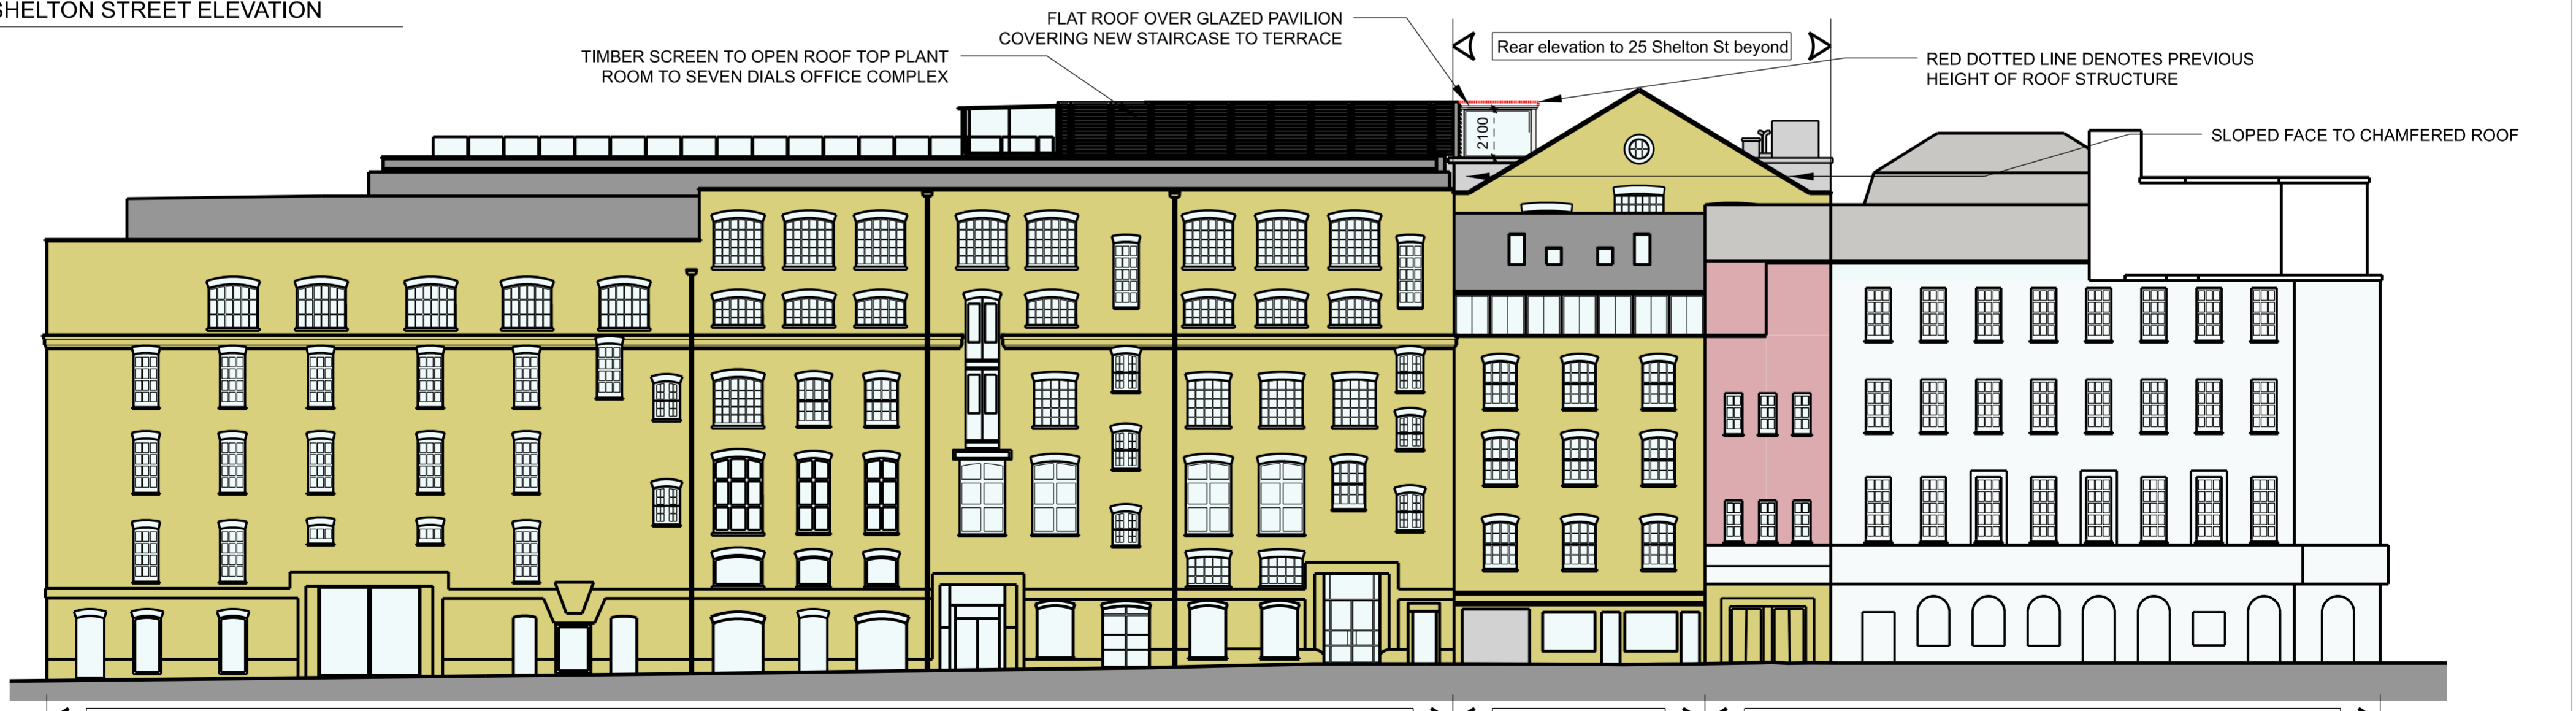 SHELTON STREET ELEVATION
FLAT ROOF OVER GLAZED PAVILION
COVERING NEW STAIRCASE TO TERRACE
TIMBER SCREEN TO OPEN ROOF TOP PLANT
ROOM TO SEVEN DIALS OFFICE COMPLEX
Rear elevation to 25 Shelton St beyond
RED DOTTED LINE DENOTES PREVIOUS
HEIGHT OF ROOF STRUCTURE
2100
SLOPED FACE TO CHAMFERED ROOF